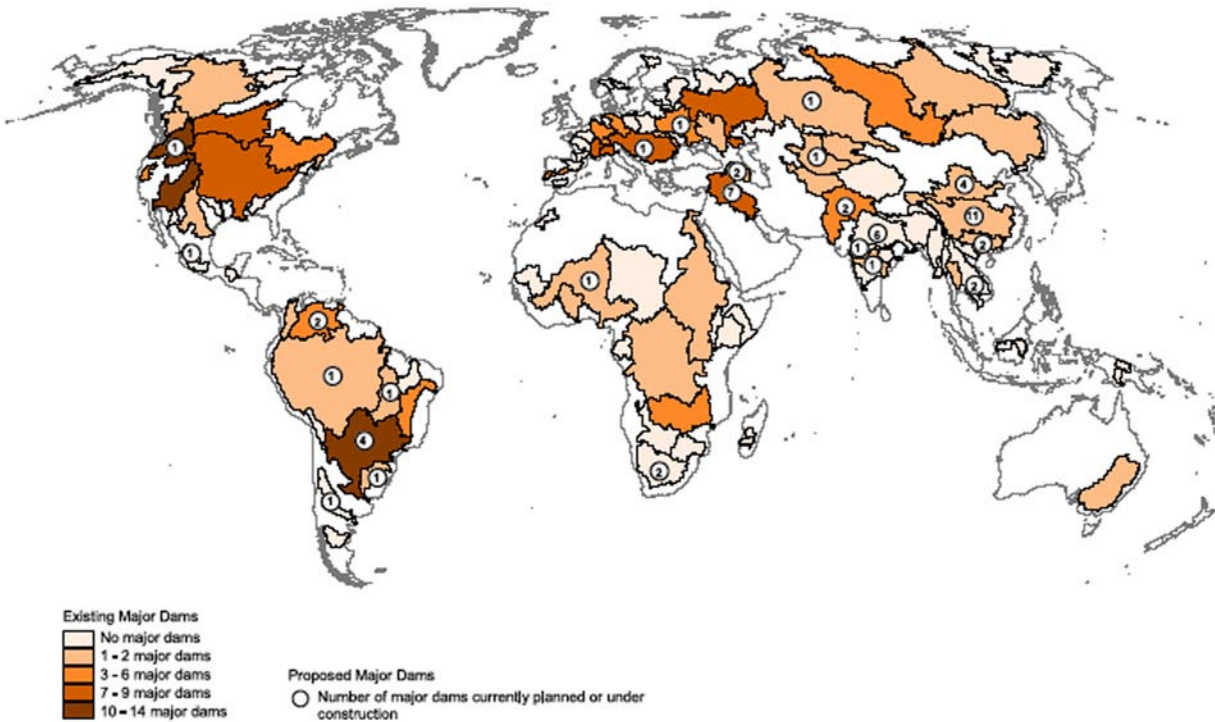 1
1
1 1 1
2
7 4
2 11
6
1 1 2
1
1 2
2
1
1
4
1 2
1
Existing Major Dams
No major dams
1 - 2 major dams
3 - 6 major dams
7 - 9 major dams
10 - 14 major dams
Proposed Major Dams
Number of major dams currently planned or under
construction